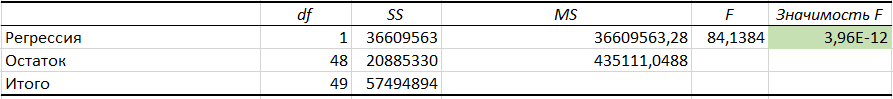 df SS MS F Значимость F
Регрессия 1 36609563 36609563,28 84,1384 3,96E-12
Остаток 48 20885330 435111,0488
Итого 49 57494894